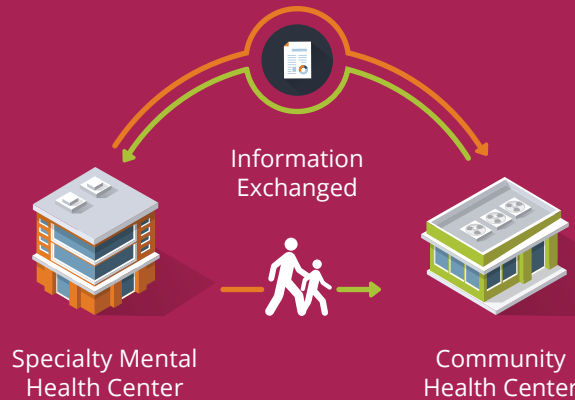 Information
Exchanged
Specialty Mental
Health Center
Community
Health Center